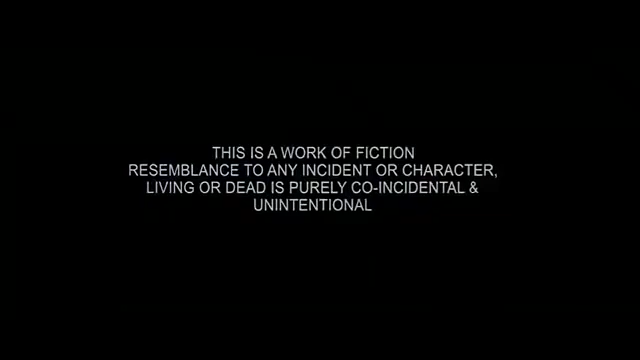 THIS IS A WORK OF FICTION
RESEMBLANCE TO ANY INCIDENT OR CHARACTER,
LIVING OR DEAD IS PURELY CO-INCIDENTAL &
UNINTENTIONAL